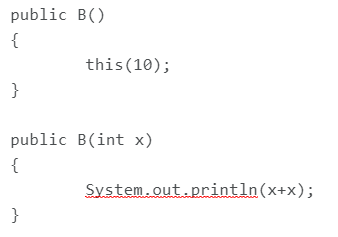 public B()
{
        this(10);
}

public B(int x)
{
        System.out.println(x+x);
}